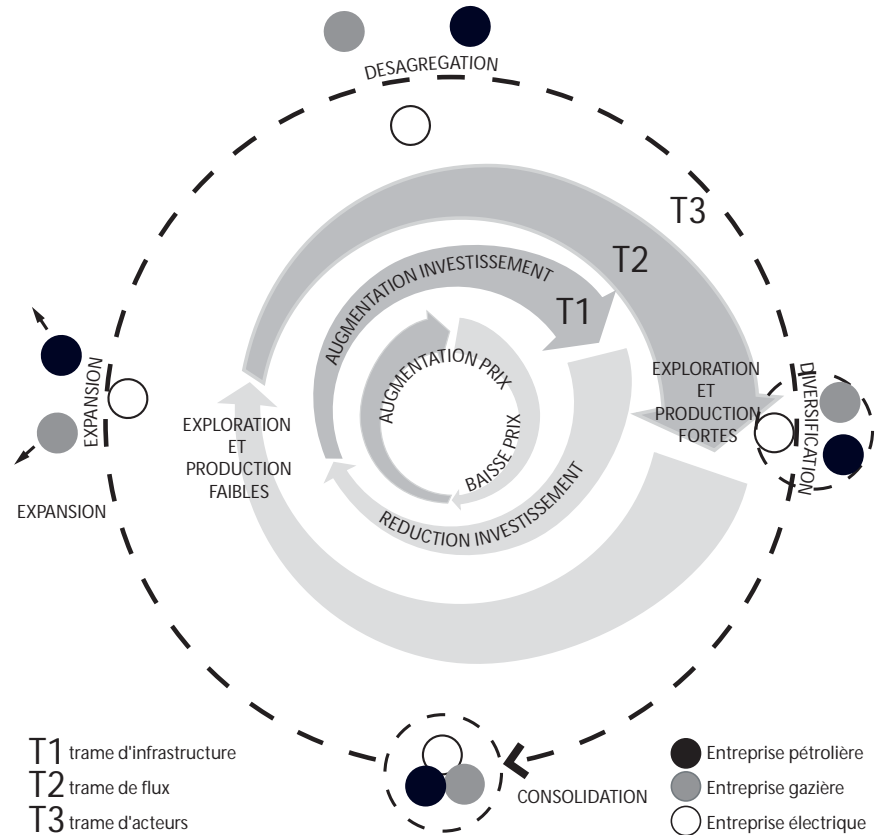 DESAGREGATION
T3
T2
AUGMENTATION INVESTISSEMENT
T1
AUGMENTATION PRIX
BAISSE PRIX
REDUCTION INVESTISSEMENT
EXPANSION
EXPLORATION
ET
PRODUCTION
FAIBLES
EXPLORATION
ET
PRODUCTION
FORTES
DIVERSIFICATION
EXPANSION
CONSOLIDATION
T1 trame d'infrastructure
T2 trame de flux
T3 trame d'acteurs
Entreprise pétrolière
Entreprise gazière
Entreprise électrique